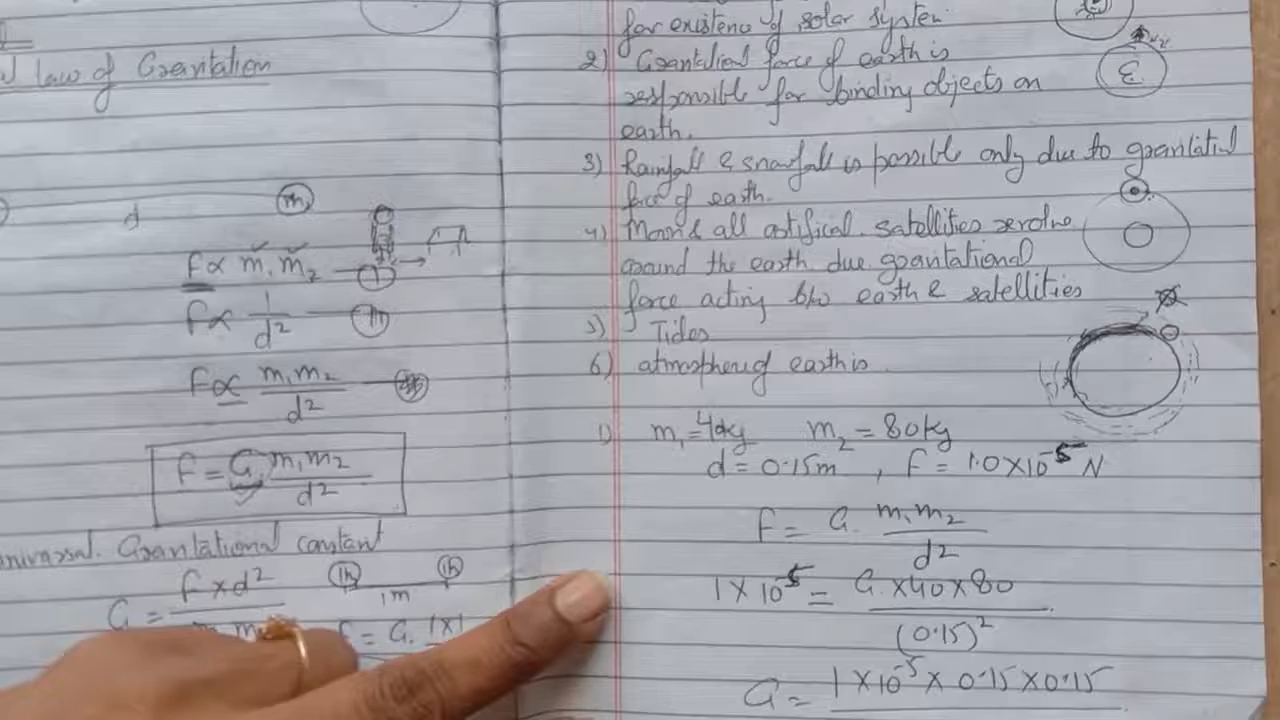 law of Gravitation
d
m
F ∝ m₁ m₂ — I
F ∝ 1/d² — II
F ∝ m₁m₂/d²
F = G m₁m₂/d²
universal Gravitational constant
G = F × d²
1k 1k
1m
F = G. 1×1
for existence of solar system
2) Gravitational force of earth is
responsible for binding objects on
earth.
3) Rainfall & snowfall is possible only due to gravitational
force of earth.
4) Moon & all artificial satellities revolve
around the earth due gravitational
force acting b/w earth & satellities
5) Tides
6) atmosphere of earth is
1) m₁ = 40kg m₂ = 80kg
d = 0.15m , F = 1.0×10⁻⁵ N
F = G. m₁m₂/d²
1 × 10⁻⁵ = G. ×40×80/(0.15)²
G = 1×10⁻⁵ × 0.15×0.15